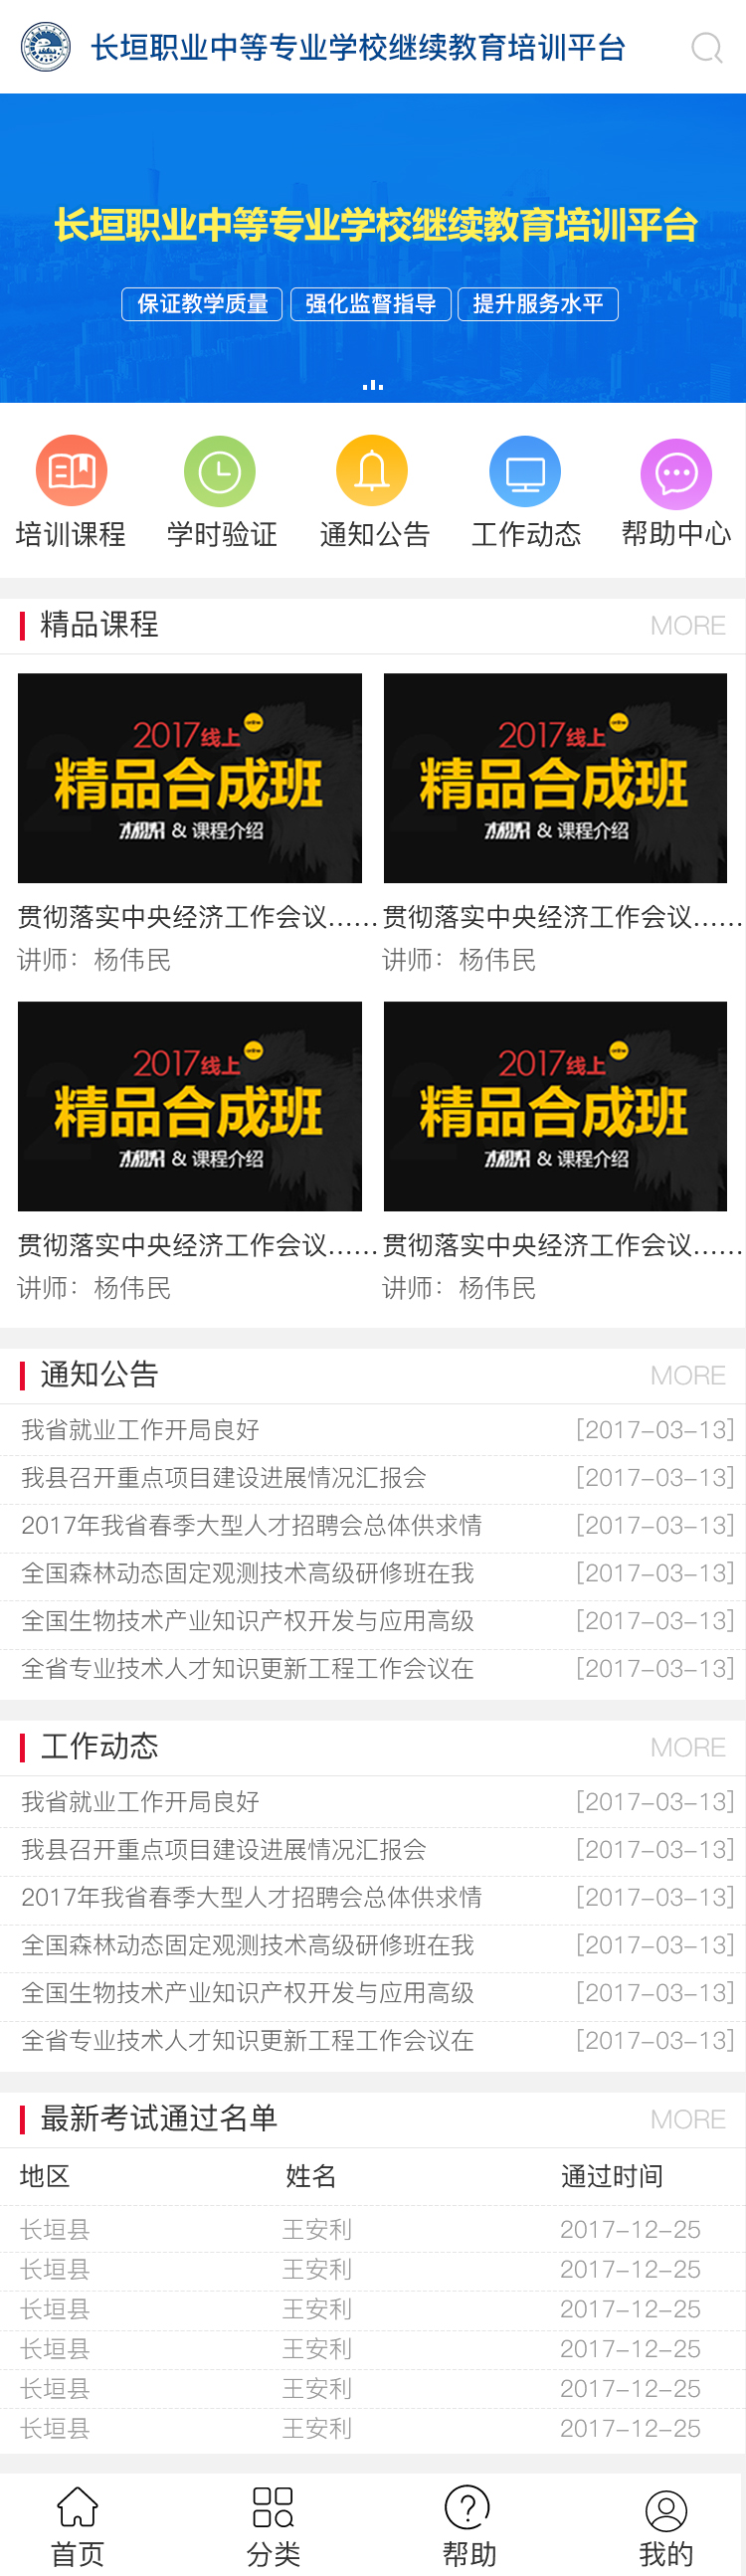 长垣职业中等专业学校继续教育培训平台
长垣职业中等专业学校继续教育培训平台
保证教学质量 强化监督指导 提升服务水平
培训课程 学时验证 通知公告 工作动态 帮助中心
精品课程 MORE
2017线上 2017线上
精品合成班 精品合成班
& 课程介绍 & 课程介绍
贯彻落实中央经济工作会议…… 贯彻落实中央经济工作会议……
讲师：杨伟民 讲师：杨伟民
2017线上 2017线上
精品合成班 精品合成班
& 课程介绍 & 课程介绍
贯彻落实中央经济工作会议…… 贯彻落实中央经济工作会议……
讲师：杨伟民 讲师：杨伟民
通知公告 MORE
我省就业工作开局良好 [2017-03-13]
我县召开重点项目建设进展情况汇报会 [2017-03-13]
2017年我省春季大型人才招聘会总体供求情 [2017-03-13]
全国森林动态固定观测技术高级研修班在我 [2017-03-13]
全国生物技术产业知识产权开发与应用高级 [2017-03-13]
全省专业技术人才知识更新工程工作会议在 [2017-03-13]
工作动态 MORE
我省就业工作开局良好 [2017-03-13]
我县召开重点项目建设进展情况汇报会 [2017-03-13]
2017年我省春季大型人才招聘会总体供求情 [2017-03-13]
全国森林动态固定观测技术高级研修班在我 [2017-03-13]
全国生物技术产业知识产权开发与应用高级 [2017-03-13]
全省专业技术人才知识更新工程工作会议在 [2017-03-13]
最新考试通过名单 MORE
地区 姓名 通过时间
长垣县 王安利 2017-12-25
长垣县 王安利 2017-12-25
长垣县 王安利 2017-12-25
长垣县 王安利 2017-12-25
长垣县 王安利 2017-12-25
长垣县 王安利 2017-12-25
首页 分类 帮助 我的